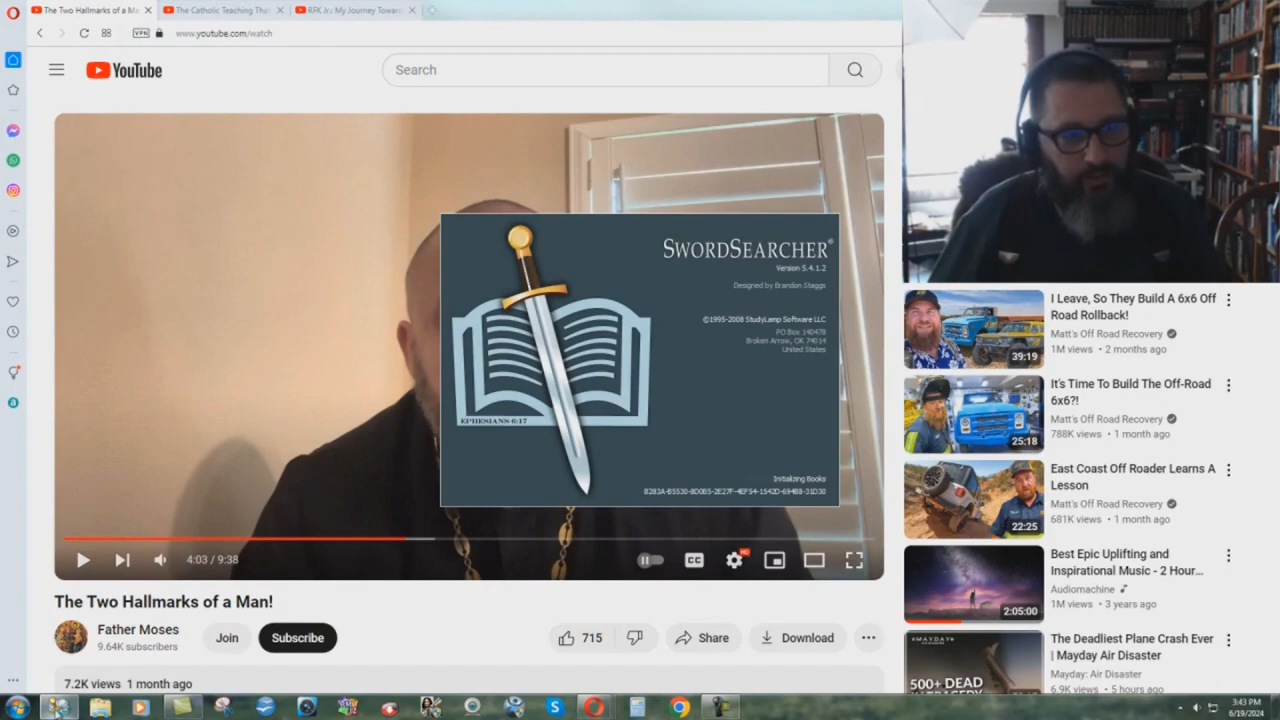 The Two Hallmarks of a Ma
The Catholic Teaching Tha
RFK Jr.: My Journey Towar
VPN
www.youtube.com/watch
YouTube
Search
SWORDSEARCHER®
Version 5.4.1.2
Designed by Brandon Staggs
©1995-2008 StudyLamp Software LLC
PO Box 140478
Broken Arrow, OK 74014
United States
EPHESIANS 6:17
Initializing Books
4:03 / 9:38
CC
HD
The Two Hallmarks of a Man!
Father Moses
9.64K subscribers
Join
Subscribe
715
Share
Download
7.2K views 1 month ago
I Leave, So They Build A 6x6 Off
Road Rollback!
Matt's Off Road Recovery
1M views • 2 months ago
39:19
It's Time To Build The Off-Road
6x6?!
Matt's Off Road Recovery
788K views • 1 month ago
25:18
East Coast Off Roader Learns A
Lesson
Matt's Off Road Recovery
681K views • 1 month ago
22:25
Best Epic Uplifting and
Inspirational Music - 2 Hour...
Audiomachine
1M views • 3 years ago
2:05:00
The Deadliest Plane Crash Ever
| Mayday Air Disaster
Mayday: Air Disaster
6.9K views • 5 hours ago
MAYDAY
500+ DEAD
3:43 PM
6/19/2024